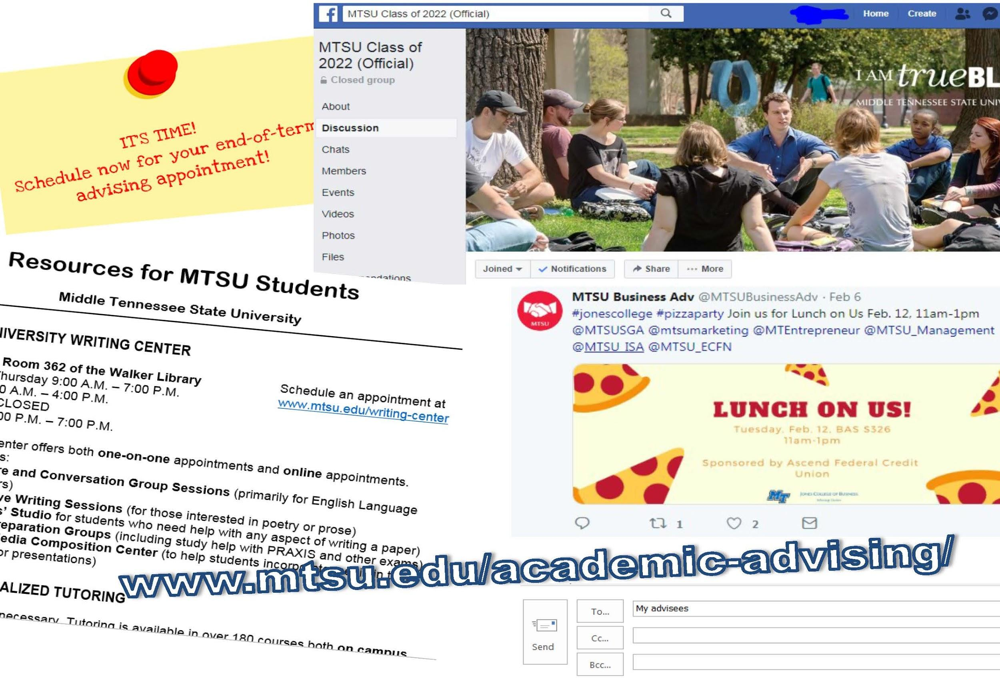 IT'S TIME!
Schedule now for your end-of-term
advising appointment!
MTSU Class of 2022 (Official)
Home
Create
MTSU Class of
2022 (Official)
Closed group
About
Discussion
Chats
Members
Events
Videos
Photos
Files
I AM trueBL
MIDDLE TENNESSEE STATE UNIV
Joined
Notifications
Share
More
Resources for MTSU Students
Middle Tennessee State University
NIVERSITY WRITING CENTER
Room 362 of the Walker Library
hursday 9:00 A.M. – 7:00 P.M.
0 A.M. – 4:00 P.M.
CLOSED
00 P.M. – 7:00 P.M.
Schedule an appointment at
www.mtsu.edu/writing-center
enter offers both one-on-one appointments and online appointments.
s:
re and Conversation Group Sessions (primarily for English Language
rs)
ve Writing Sessions (for those interested in poetry or prose)
s' Studio for students who need help with any aspect of writing a paper)
reparation Groups (including study help with PRAXIS and other exams)
edia Composition Center (to help students
or presentations)
ALIZED TUTORING
necessary. Tutoring is available in over 180 courses both on campus
MTSU Business Adv @MTSUBusinessAdv · Feb 6
#jonescollege #pizzaparty Join us for Lunch on Us Feb. 12, 11am-1pm
@MTSUSGA @mtsumarketing @MTEntrepreneur @MTSU_Management
@MTSU_ISA @MTSU_ECFN
MTSU
LUNCH ON US!
Tuesday, Feb. 12, BAS S326
11am-1pm
Sponsored by Ascend Federal Credit
Union
MT
JONES COLLEGE OF BUSINESS
1
2
www.mtsu.edu/academic-advising/
Send
To...
My advisees
Cc...
Bcc...